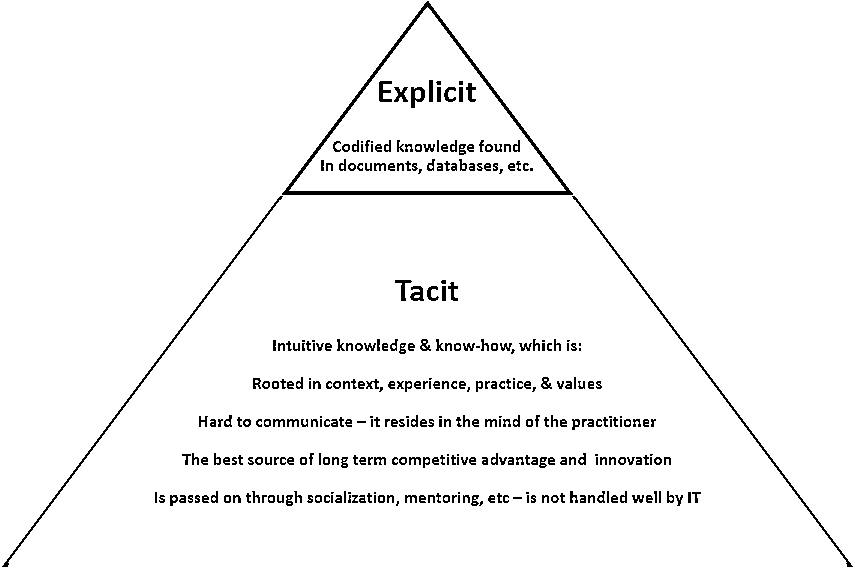 Explicit
Codified knowledge found
In documents, databases, etc.
Tacit
Intuitive knowledge & know-how, which is:
Rooted in context, experience, practice, & values
Hard to communicate – it resides in the mind of the practitioner
The best source of long term competitive advantage and  innovation
Is passed on through socialization, mentoring, etc – is not handled well by IT